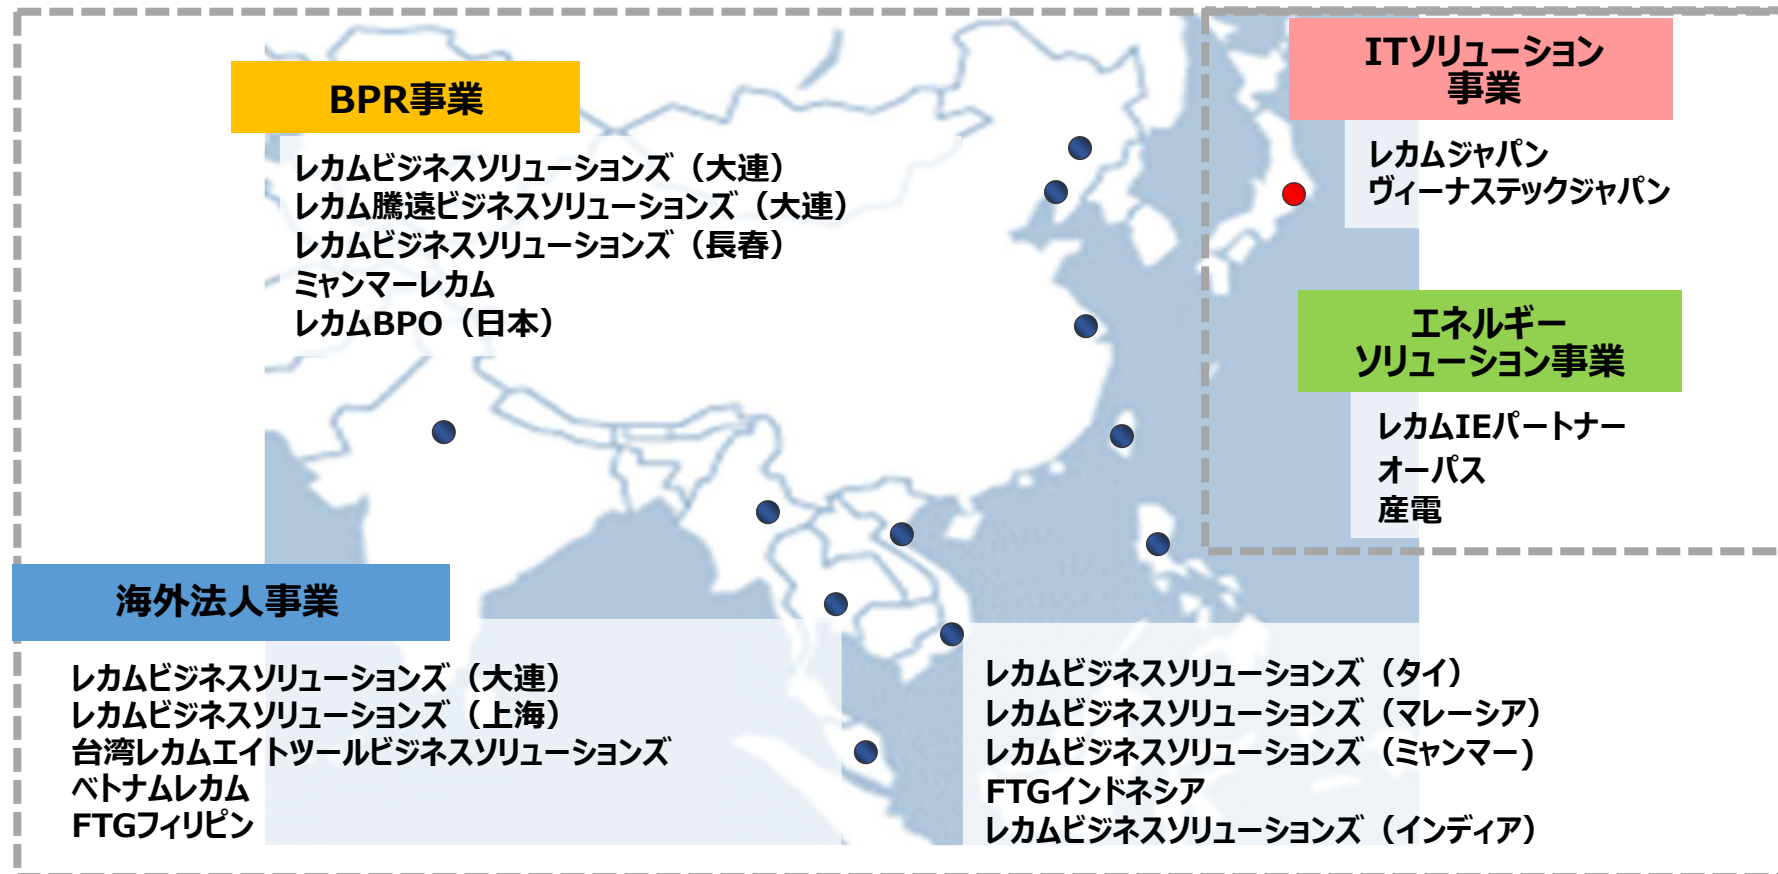 BPR事業
レカムビジネスソリューションズ（大連）
レカム騰遠ビジネスソリューションズ（大連）
レカムビジネスソリューションズ（長春）
ミャンマーレカム
レカムBPO（日本）
ITソリューション
事業
レカムジャパン
ヴィーナステックジャパン
エネルギー
ソリューション事業
レカムIEパートナー
オーパス
産電
海外法人事業
レカムビジネスソリューションズ（大連）
レカムビジネスソリューションズ（上海）
台湾レカムエイトツールビジネスソリューションズ
ベトナムレカム
FTGフィリピン
レカムビジネスソリューションズ（タイ）
レカムビジネスソリューションズ（マレーシア）
レカムビジネスソリューションズ（ミャンマー)
FTGインドネシア
レカムビジネスソリューションズ（インディア）